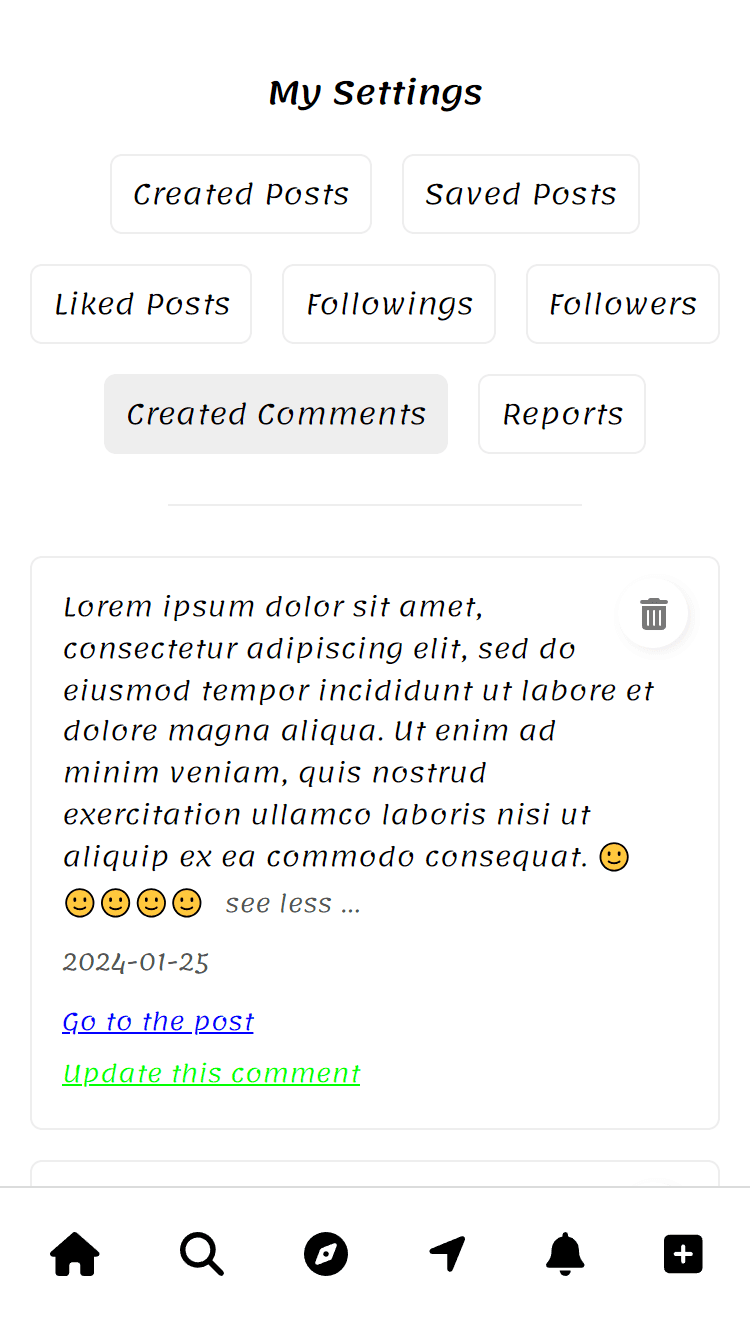 My Settings
Created Posts
Saved Posts
Liked Posts
Followings
Followers
Created Comments
Reports
Lorem ipsum dolor sit amet,
consectetur adipiscing elit, sed do
eiusmod tempor incididunt ut labore et
dolore magna aliqua. Ut enim ad
minim veniam, quis nostrud
exercitation ullamco laboris nisi ut
aliquip ex ea commodo consequat. 🙂
🙂🙂🙂🙂 see less ...
2024-01-25
Go to the post
Update this comment